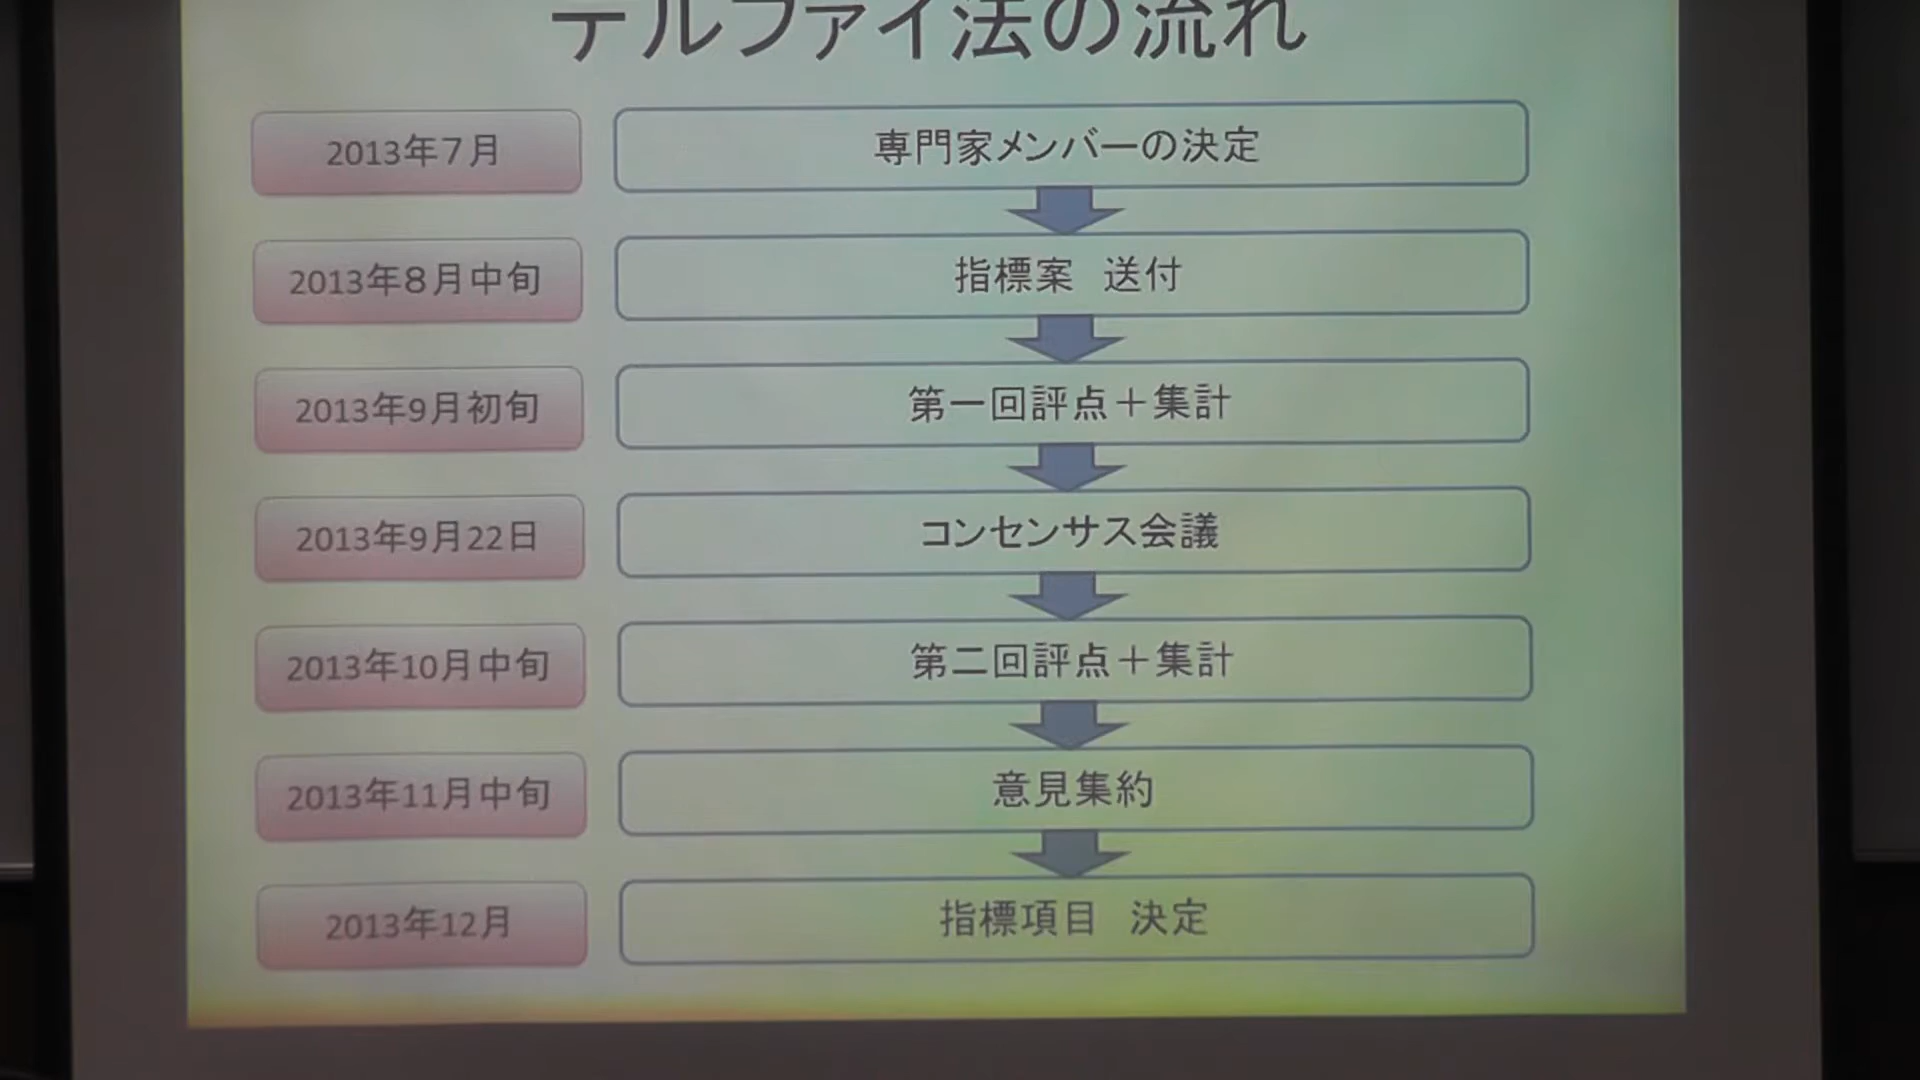 デルファイ法の流れ
2013年7月
専門家メンバーの決定
2013年8月中旬
指標案　送付
2013年9月初旬
第一回評点＋集計
2013年9月22日
コンセンサス会議
2013年10月中旬
第二回評点＋集計
2013年11月中旬
意見集約
2013年12月
指標項目　決定